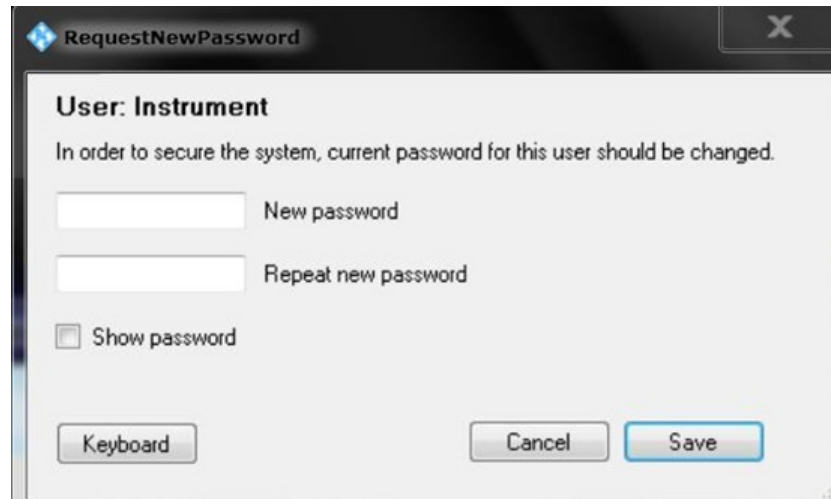 RequestNewPassword
User: Instrument
In order to secure the system, current password for this user should be changed.
New password
Repeat new password
Show password
Keyboard Cancel Save